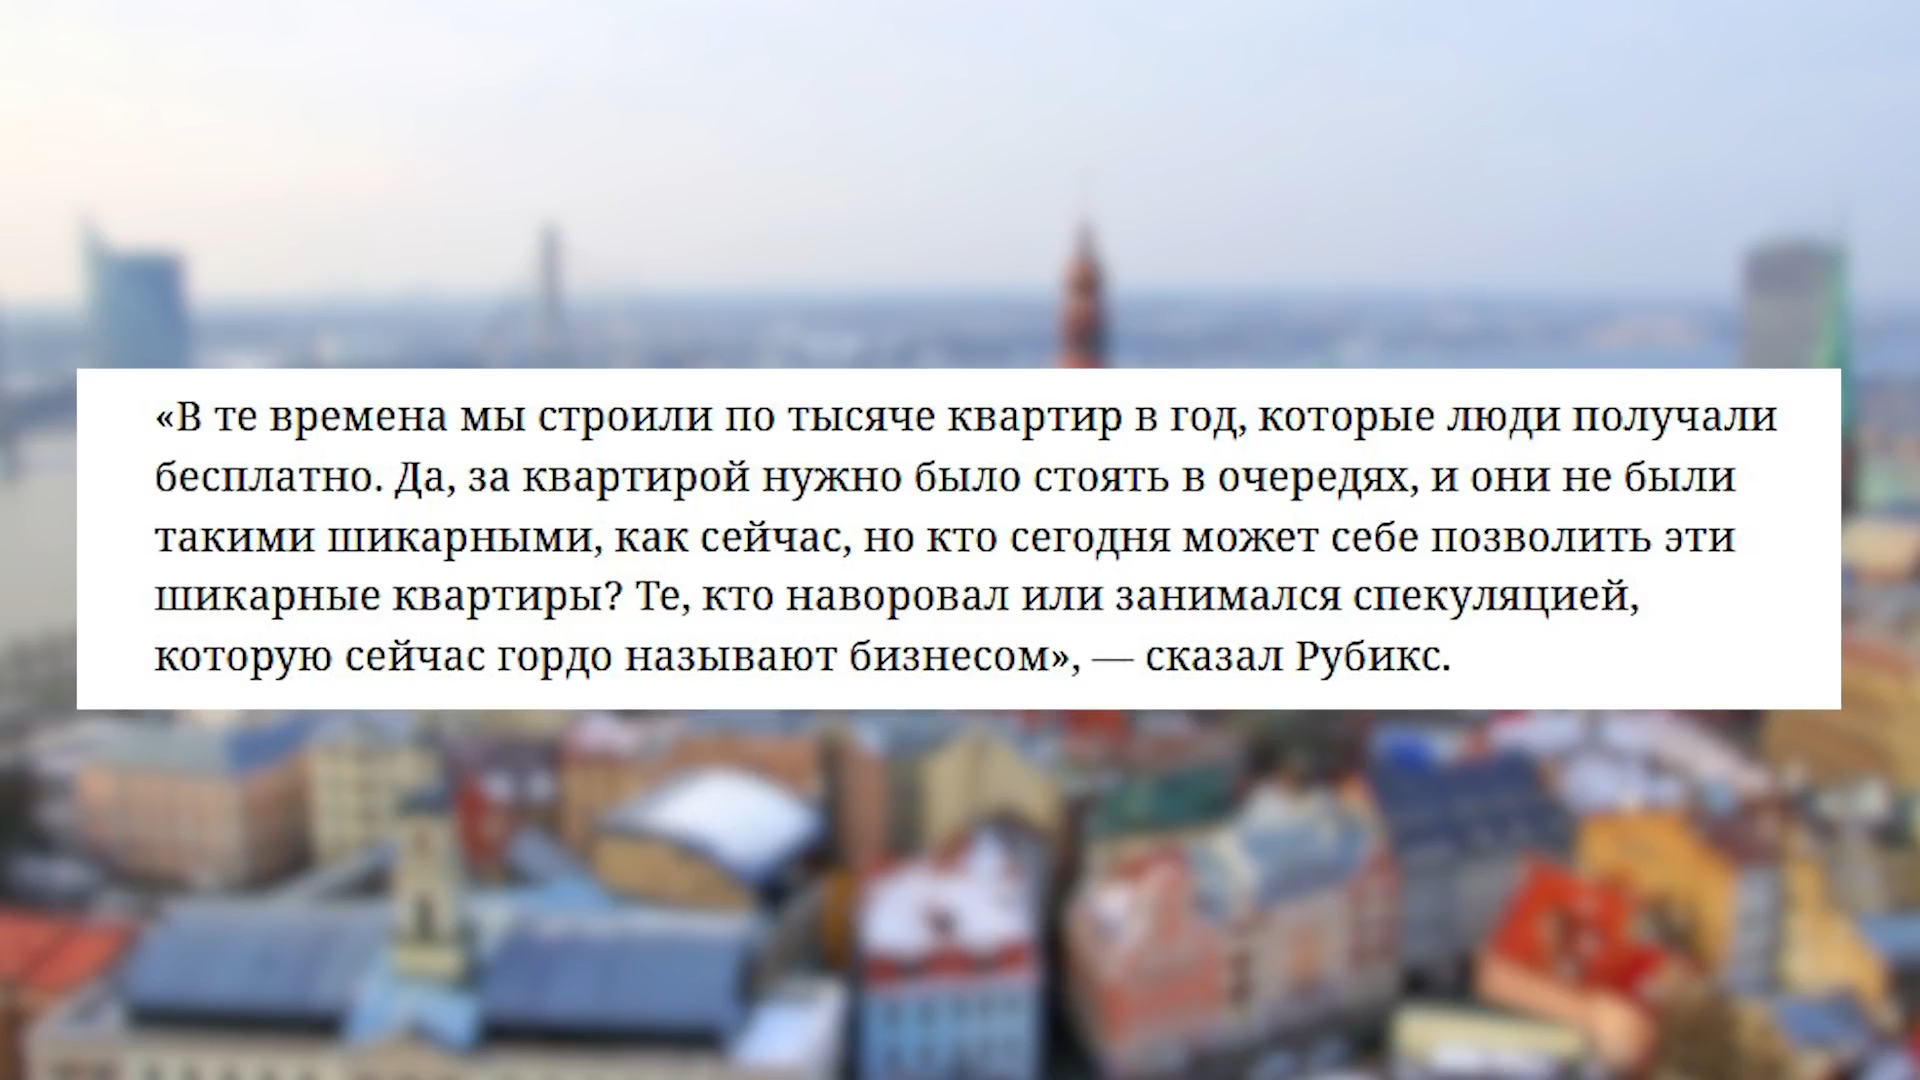 «В те времена мы строили по тысяче квартир в год, которые люди получали
бесплатно. Да, за квартирой нужно было стоять в очередях, и они не были
такими шикарными, как сейчас, но кто сегодня может себе позволить эти
шикарные квартиры? Те, кто наворовал или занимался спекуляцией,
которую сейчас гордо называют бизнесом», — сказал Рубикс.